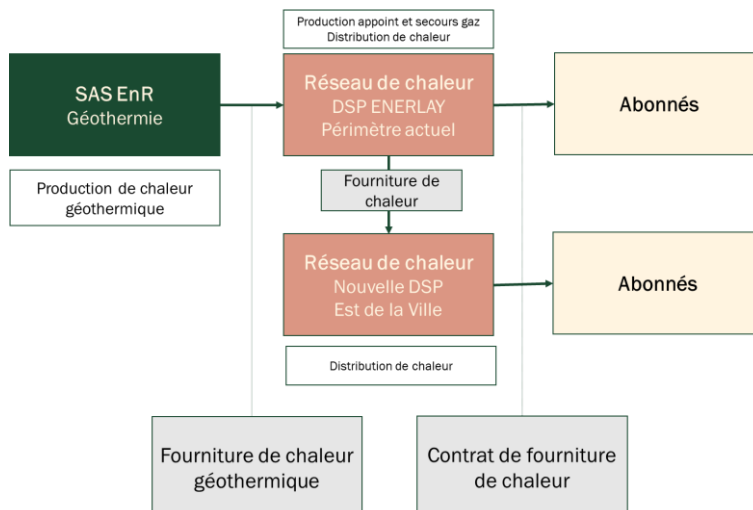 Production appoint et secours gaz
Distribution de chaleur
SAS EnR
Géothermie
Réseau de chaleur
DSP ENERLAY
Périmètre actuel
Abonnés
Production de chaleur
géothermique
Fourniture de
chaleur
Réseau de chaleur
Nouvelle DSP
Est de la Ville
Abonnés
Distribution de chaleur
Fourniture de chaleur
géothermique
Contrat de fourniture
de chaleur